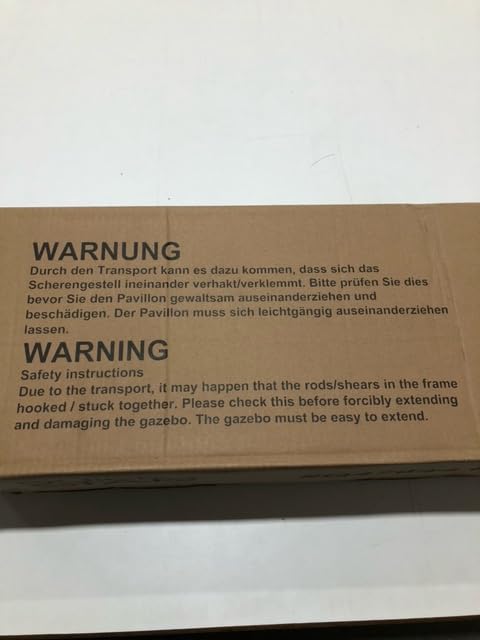 WARNUNG
Durch den Transport kann es dazu kommen, dass sich das
Scherengestell ineinander verhakt/verklemmt. Bitte prüfen Sie dies
bevor Sie den Pavillon gewaltsam auseinanderziehen und
beschädigen. Der Pavillon muss sich leichtgängig auseinanderziehen
lassen.
WARNING
Safety instructions
Due to the transport, it may happen that the rods/shears in the frame
hooked / stuck together. Please check this before forcibly extending
and damaging the gazebo. The gazebo must be easy to extend.